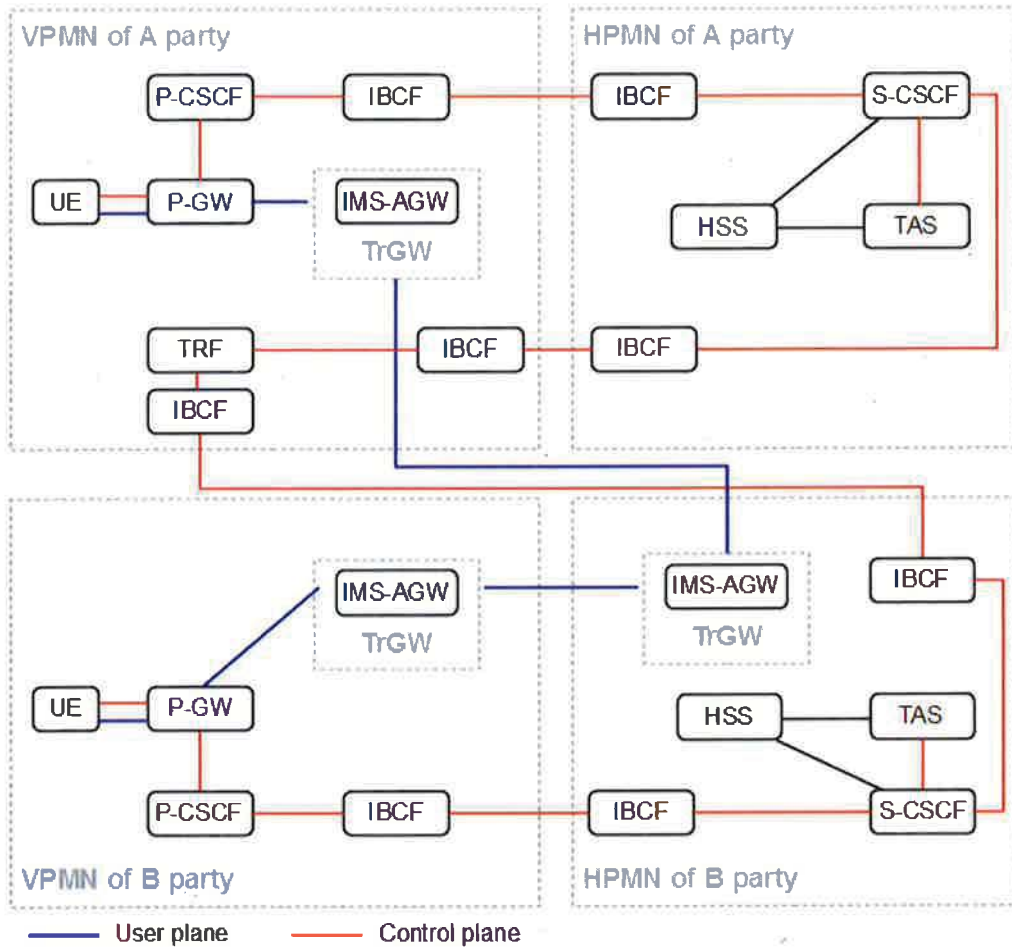 VPMN of A party
HPMN of A party
P-CSCF
IBCF
IBCF
S-CSCF
UE
P-GW
IMS-AGW
TrGW
HSS
TAS
TRF
IBCF
IBCF
IBCF
IMS-AGW
TrGW
IMS-AGW
TrGW
IBCF
UE
P-GW
HSS
TAS
P-CSCF
IBCF
IBCF
S-CSCF
VPMN of B party
HPMN of B party
User plane
Control plane